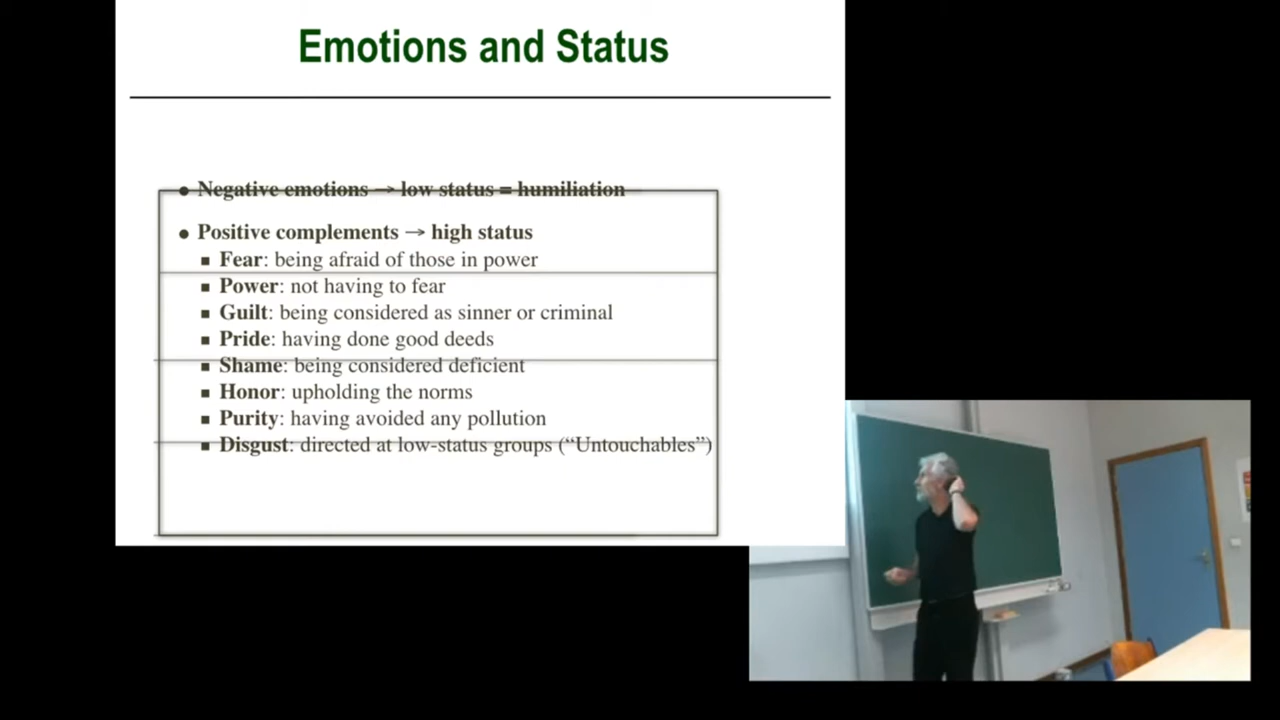 Emotions and Status
● Negative emotions → low status = humiliation
● Positive complements → high status
■ Fear: being afraid of those in power
■ Power: not having to fear
■ Guilt: being considered as sinner or criminal
■ Pride: having done good deeds
■ Shame: being considered deficient
■ Honor: upholding the norms
■ Purity: having avoided any pollution
■ Disgust: directed at low-status groups (“Untouchables”)